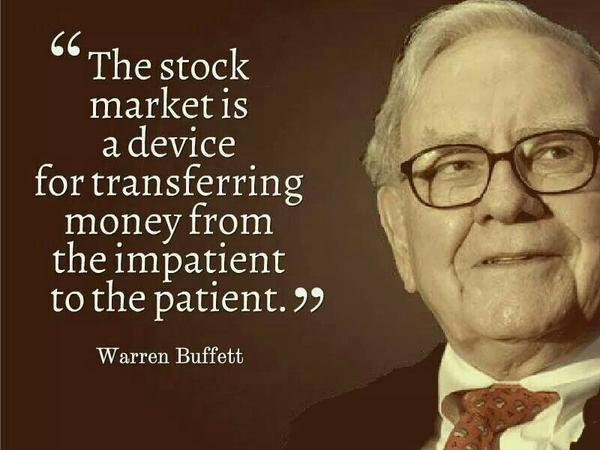 “The stock
market is
a device
for transferring
money from
the impatient
to the patient.”
Warren Buffett